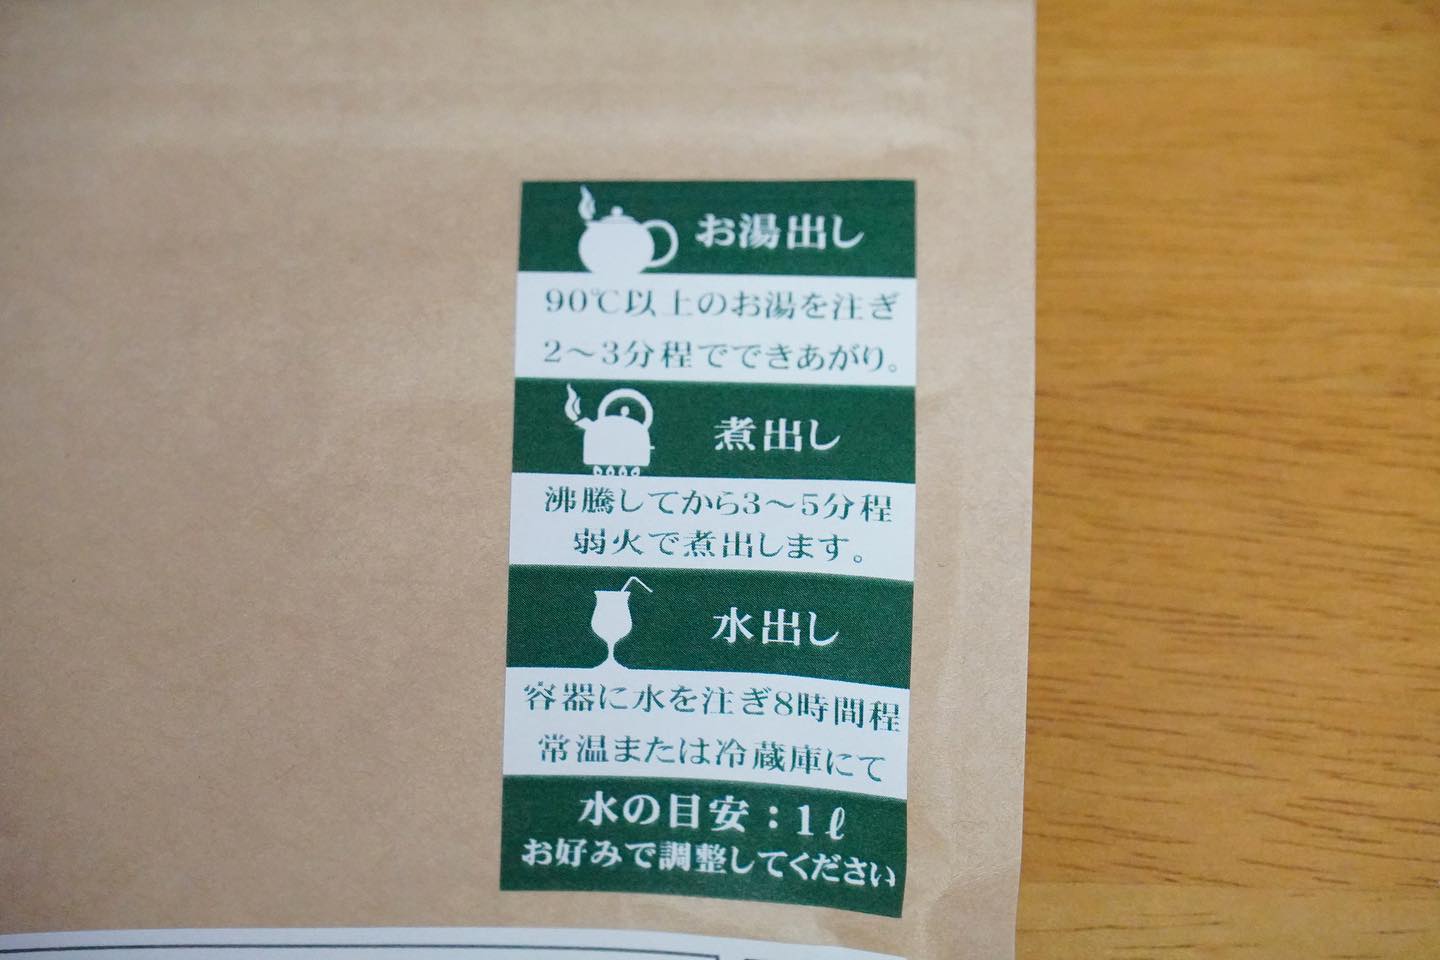 お湯出し
90℃以上のお湯を注ぎ
2～3分程でできあがり。
煮出し
沸騰してから3～5分程
弱火で煮出します。
水出し
容器に水を注ぎ8時間程
常温または冷蔵庫にて
水の目安：1ℓ
お好みで調整してください